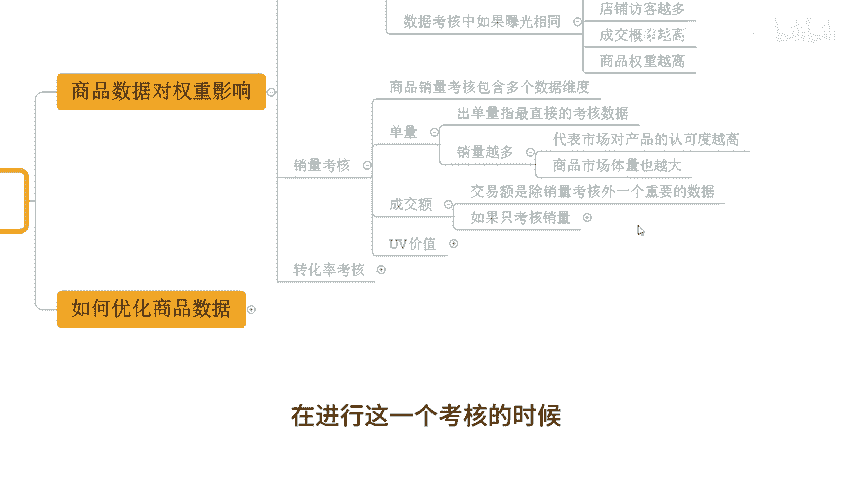 店铺访客越多
数据考核中如果曝光相同
成交概率越高
商品权重越高
商品数据对权重影响
商品销量考核包含多个数据维度
出单量指最直接的考核数据
单量
代表市场对产品的认可度越高
销量越多
商品市场体量也越大
销量考核
交易额是除销量考核外一个重要的数据
成交额
如果只考核销量
UV价值
转化率考核
如何优化商品数据
在进行这一个考核的时候